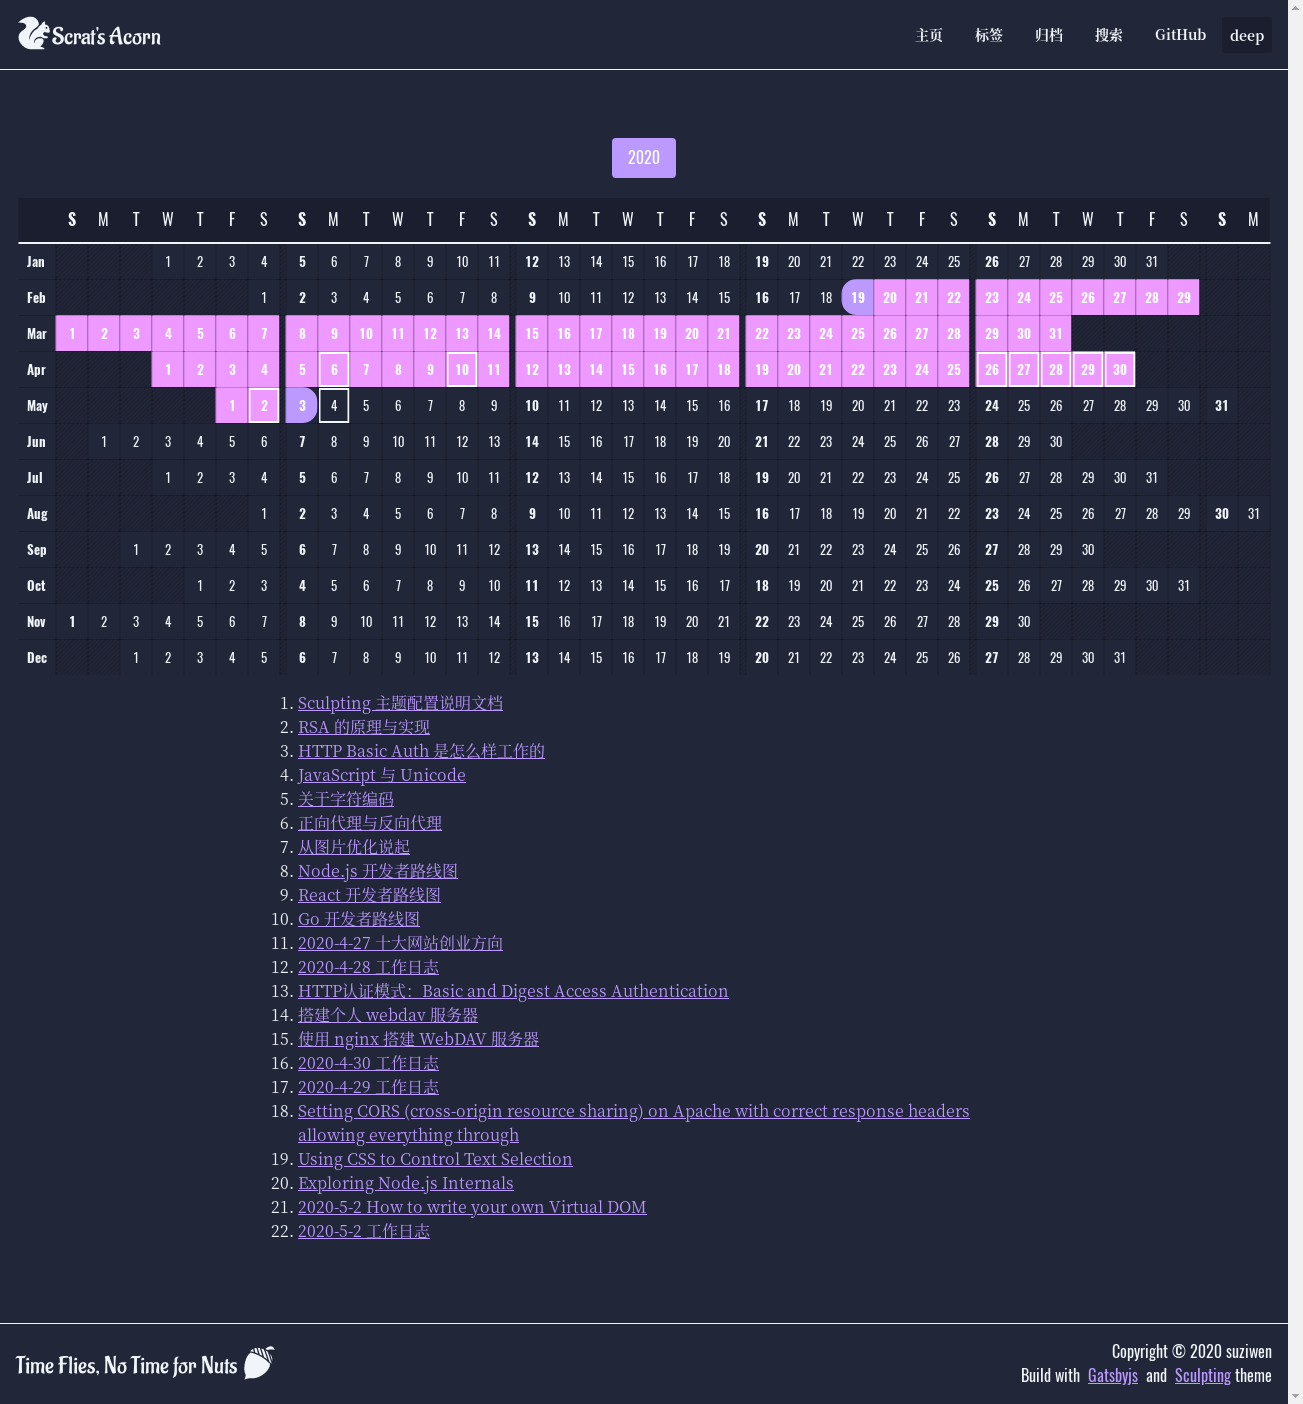 Scrat's Acorn
主页 标签 归档 搜索 GitHub deep
2020
S M T W T F S S M T W T F S S M T W T F S S M T W T F S S M T W T F S S M
Jan 1 2 3 4 5 6 7 8 9 10 11 12 13 14 15 16 17 18 19 20 21 22 23 24 25 26 27 28 29 30 31
Feb 1 2 3 4 5 6 7 8 9 10 11 12 13 14 15 16 17 18 19 20 21 22 23 24 25 26 27 28 29
Mar 1 2 3 4 5 6 7 8 9 10 11 12 13 14 15 16 17 18 19 20 21 22 23 24 25 26 27 28 29 30 31
Apr 1 2 3 4 5 6 7 8 9 10 11 12 13 14 15 16 17 18 19 20 21 22 23 24 25 26 27 28 29 30
May 1 2 3 4 5 6 7 8 9 10 11 12 13 14 15 16 17 18 19 20 21 22 23 24 25 26 27 28 29 30 31
Jun 1 2 3 4 5 6 7 8 9 10 11 12 13 14 15 16 17 18 19 20 21 22 23 24 25 26 27 28 29 30
Jul 1 2 3 4 5 6 7 8 9 10 11 12 13 14 15 16 17 18 19 20 21 22 23 24 25 26 27 28 29 30 31
Aug 1 2 3 4 5 6 7 8 9 10 11 12 13 14 15 16 17 18 19 20 21 22 23 24 25 26 27 28 29 30 31
Sep 1 2 3 4 5 6 7 8 9 10 11 12 13 14 15 16 17 18 19 20 21 22 23 24 25 26 27 28 29 30
Oct 1 2 3 4 5 6 7 8 9 10 11 12 13 14 15 16 17 18 19 20 21 22 23 24 25 26 27 28 29 30 31
Nov 1 2 3 4 5 6 7 8 9 10 11 12 13 14 15 16 17 18 19 20 21 22 23 24 25 26 27 28 29 30
Dec 1 2 3 4 5 6 7 8 9 10 11 12 13 14 15 16 17 18 19 20 21 22 23 24 25 26 27 28 29 30 31
1. Sculpting 主题配置说明文档
2. RSA 的原理与实现
3. HTTP Basic Auth 是怎么样工作的
4. JavaScript 与 Unicode
5. 关于字符编码
6. 正向代理与反向代理
7. 从图片优化说起
8. Node.js 开发者路线图
9. React 开发者路线图
10. Go 开发者路线图
11. 2020-4-27 十大网站创业方向
12. 2020-4-28 工作日志
13. HTTP认证模式：Basic and Digest Access Authentication
14. 搭建个人 webdav 服务器
15. 使用 nginx 搭建 WebDAV 服务器
16. 2020-4-30 工作日志
17. 2020-4-29 工作日志
18. Setting CORS (cross-origin resource sharing) on Apache with correct response headers
allowing everything through
19. Using CSS to Control Text Selection
20. Exploring Node.js Internals
21. 2020-5-2 How to write your own Virtual DOM
22. 2020-5-2 工作日志
Time Flies, No Time for Nuts
Copyright © 2020 suziwen
Build with Gatsbyjs and Sculpting theme